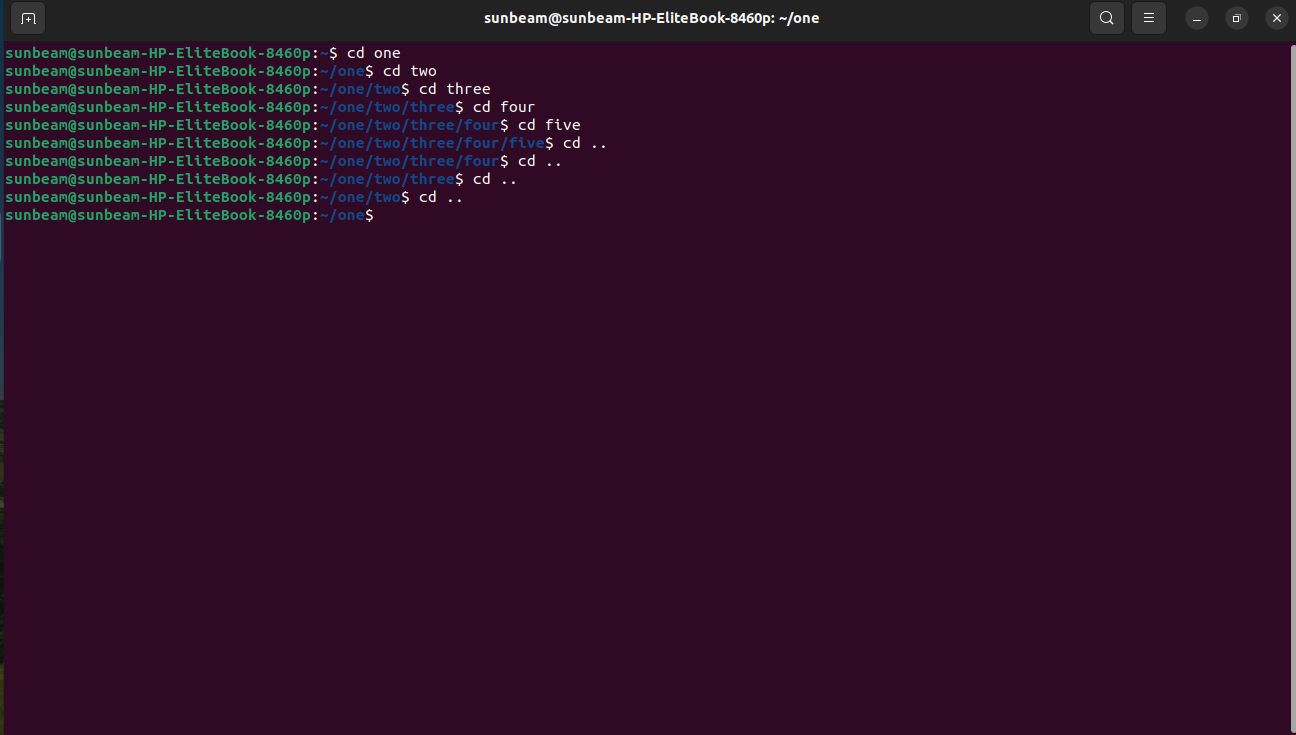 sunbeam@sunbeam-HP-EliteBook-8460p: ~/one
sunbeam@sunbeam-HP-EliteBook-8460p:~$ cd one
sunbeam@sunbeam-HP-EliteBook-8460p:~/one$ cd two
sunbeam@sunbeam-HP-EliteBook-8460p:~/one/two$ cd three
sunbeam@sunbeam-HP-EliteBook-8460p:~/one/two/three$ cd four
sunbeam@sunbeam-HP-EliteBook-8460p:~/one/two/three/four$ cd five
sunbeam@sunbeam-HP-EliteBook-8460p:~/one/two/three/four/five$ cd ..
sunbeam@sunbeam-HP-EliteBook-8460p:~/one/two/three/four$ cd ..
sunbeam@sunbeam-HP-EliteBook-8460p:~/one/two/three$ cd ..
sunbeam@sunbeam-HP-EliteBook-8460p:~/one/two$ cd ..
sunbeam@sunbeam-HP-EliteBook-8460p:~/one$